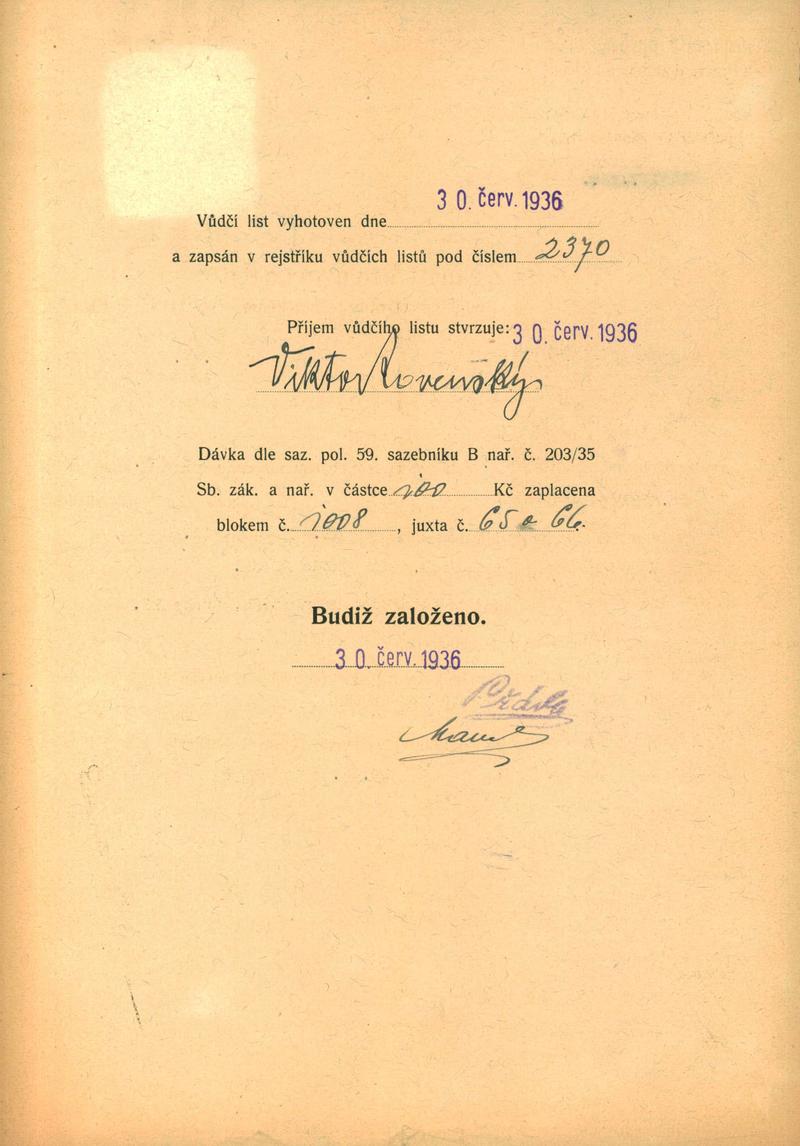 30. červ. 1936
Vůdčí list vyhotoven dne
a zapsán v rejstříku vůdčích listů pod číslem 2370
Příjem vůdčího listu stvrzuje: 30. červ. 1936
Viktor Rovenský
Dávka dle saz. pol. 59. sazebníku B nař. č. 203/35
Sb. zák. a nař. v částce 100 Kč zaplacena
blokem č. 1008, juxta č. 65 a 66.
Budiž založeno.
30. červ. 1936